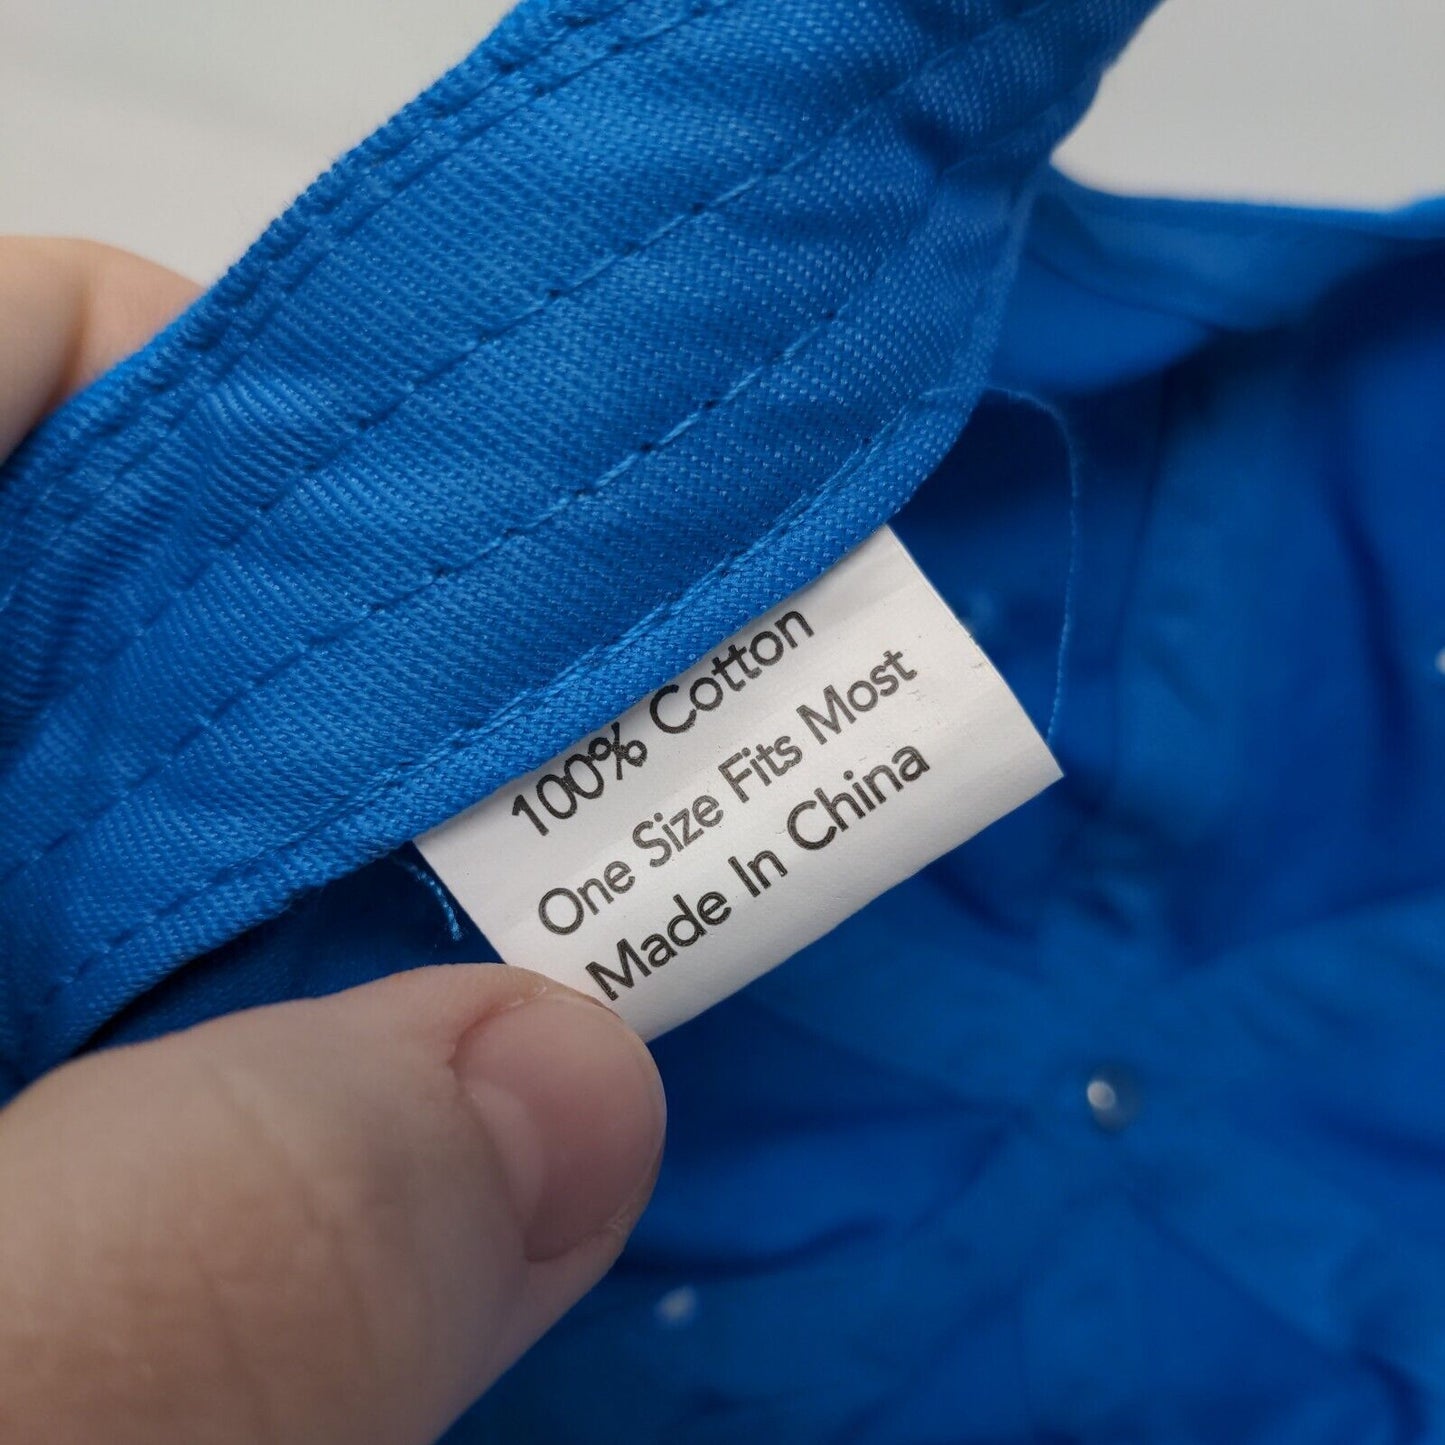 100% Cotton
One Size Fits Most
Made In China